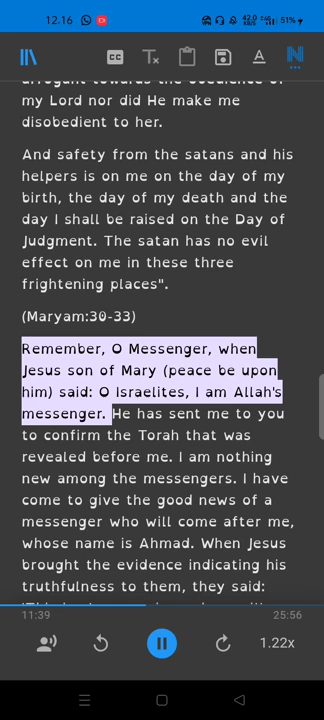 12.16
42.0
KB/S
51%
my Lord nor did He make me
disobedient to her.
And safety from the satans and his
helpers is on me on the day of my
birth, the day of my death and the
day I shall be raised on the Day of
Judgment. The satan has no evil
effect on me in these three
frightening places".
(Maryam:30-33)
Remember, O Messenger, when
Jesus son of Mary (peace be upon
him) said: O Israelites, I am Allah's
messenger. He has sent me to you
to confirm the Torah that was
revealed before me. I am nothing
new among the messengers. I have
come to give the good news of a
messenger who will come after me,
whose name is Ahmad. When Jesus
brought the evidence indicating his
truthfulness to them, they said:
11:39
25:56
1.22x